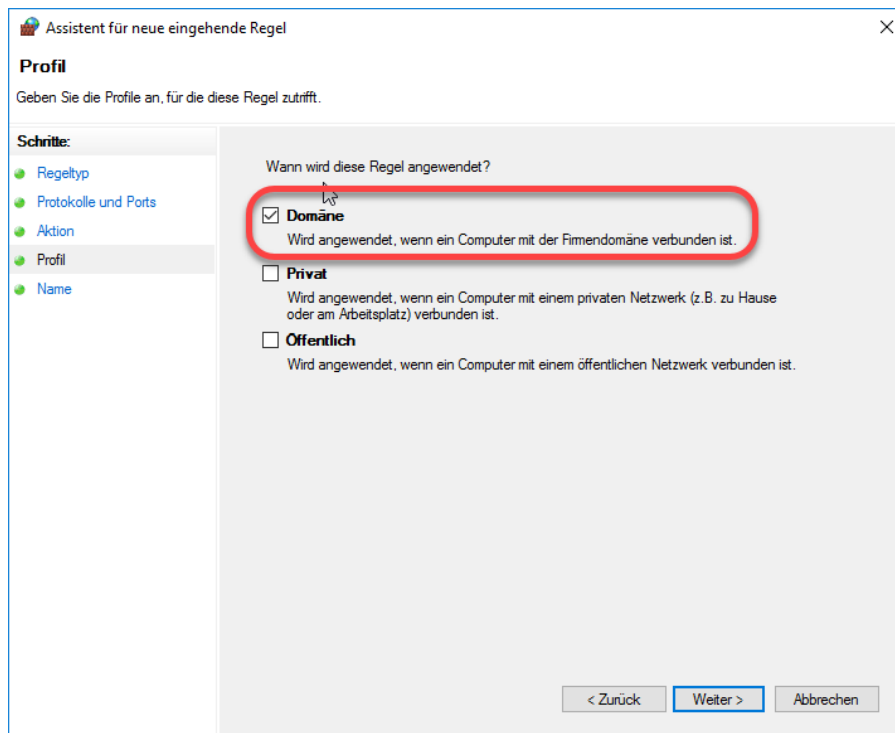 Assistent für neue eingehende Regel
Profil
Geben Sie die Profile an, für die diese Regel zutrifft.
Schritte:
Regeltyp
Protokolle und Ports
Aktion
Profil
Name
Wann wird diese Regel angewendet?
Domäne
Wird angewendet, wenn ein Computer mit der Firmendomäne verbunden ist.
Privat
Wird angewendet, wenn ein Computer mit einem privaten Netzwerk (z.B. zu Hause
oder am Arbeitsplatz) verbunden ist.
Öffentlich
Wird angewendet, wenn ein Computer mit einem öffentlichen Netzwerk verbunden ist.
< Zurück
Weiter >
Abbrechen